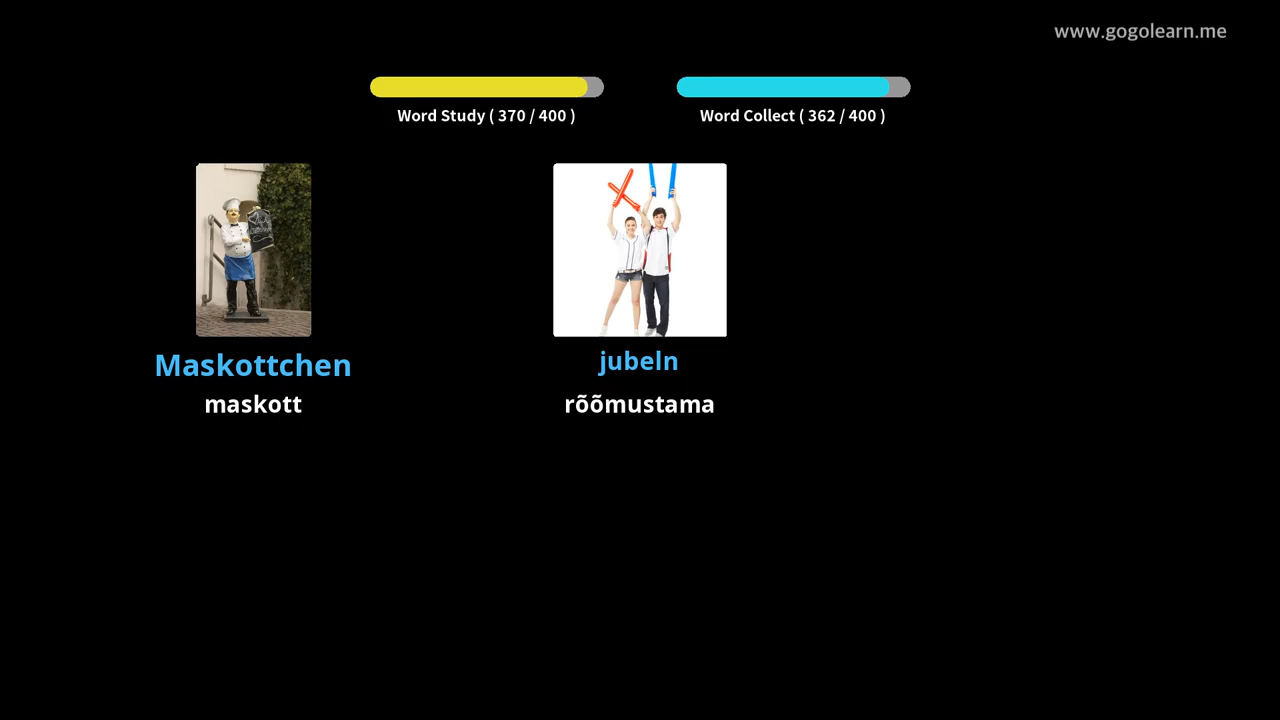 www.gogolearn.me
Word Study ( 370 / 400 )
Word Collect ( 362 / 400 )
Maskottchen
maskott
jubeln
rõõmustama